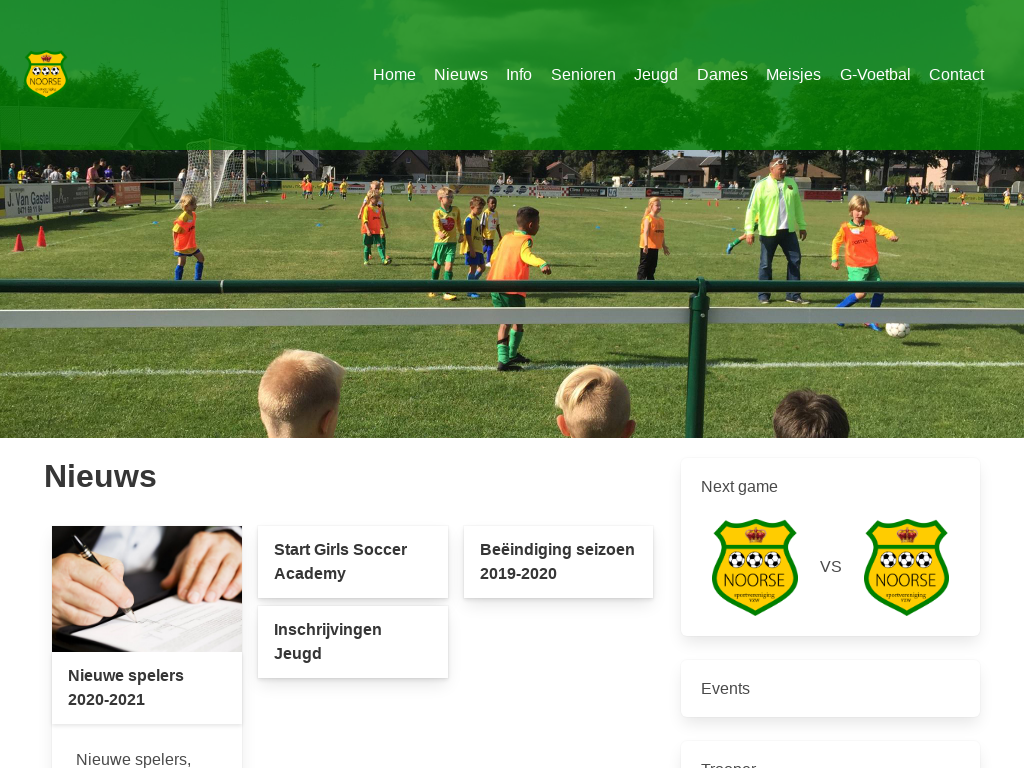 NOORSE
Home Nieuws Info Senioren Jeugd Dames Meisjes G-Voetbal Contact
J. Van Gastel
Nieuws
Nieuwe spelers
2020-2021
Nieuwe spelers,
Start Girls Soccer
Academy
Inschrijvingen
Jeugd
Beëindiging seizoen
2019-2020
Next game
NOORSE
sportvereniging
vzw
VS
NOORSE
sportvereniging
vzw
Events